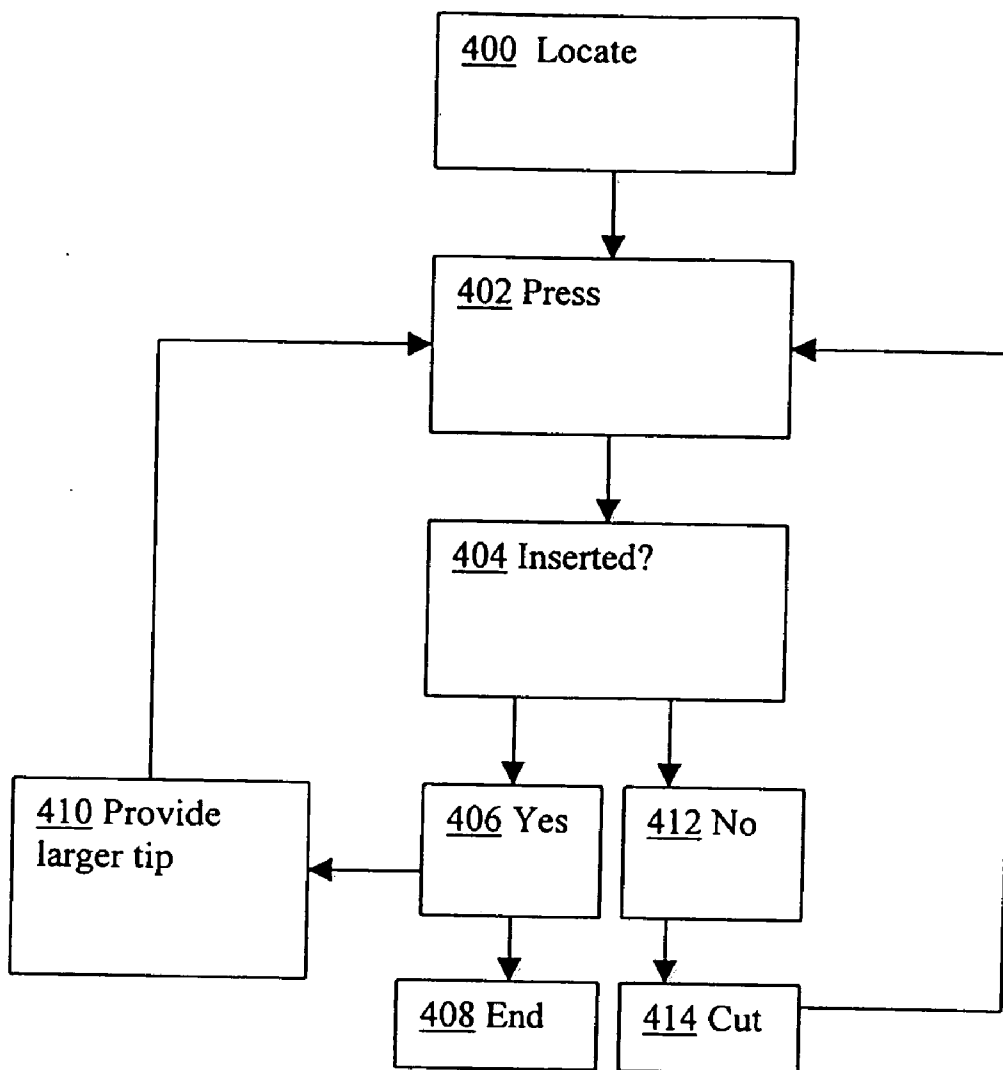 400 Locate
402 Press
404 Inserted?
410 Provide
larger tip
406 Yes
412 No
408 End
414 Cut